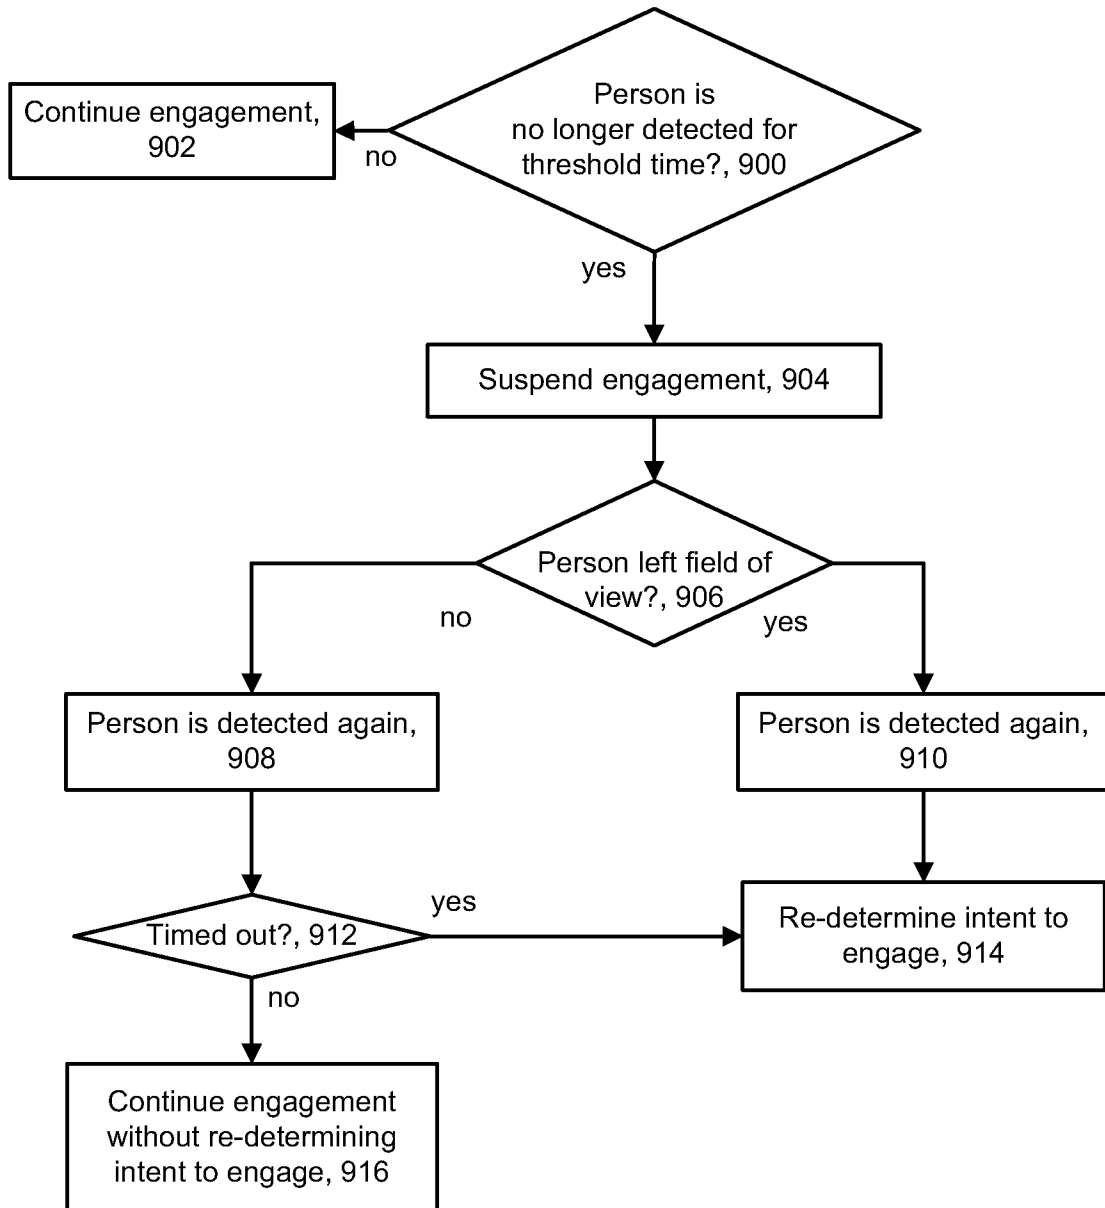 Person is
no longer detected for
threshold time?, 900
Continue engagement,
902
no
yes
Suspend engagement, 904
Person left field of
view?, 906
no
yes
Person is detected again,
908
Person is detected again,
910
Timed out?, 912
yes
Re-determine intent to
engage, 914
no
Continue engagement
without re-determining
intent to engage, 916